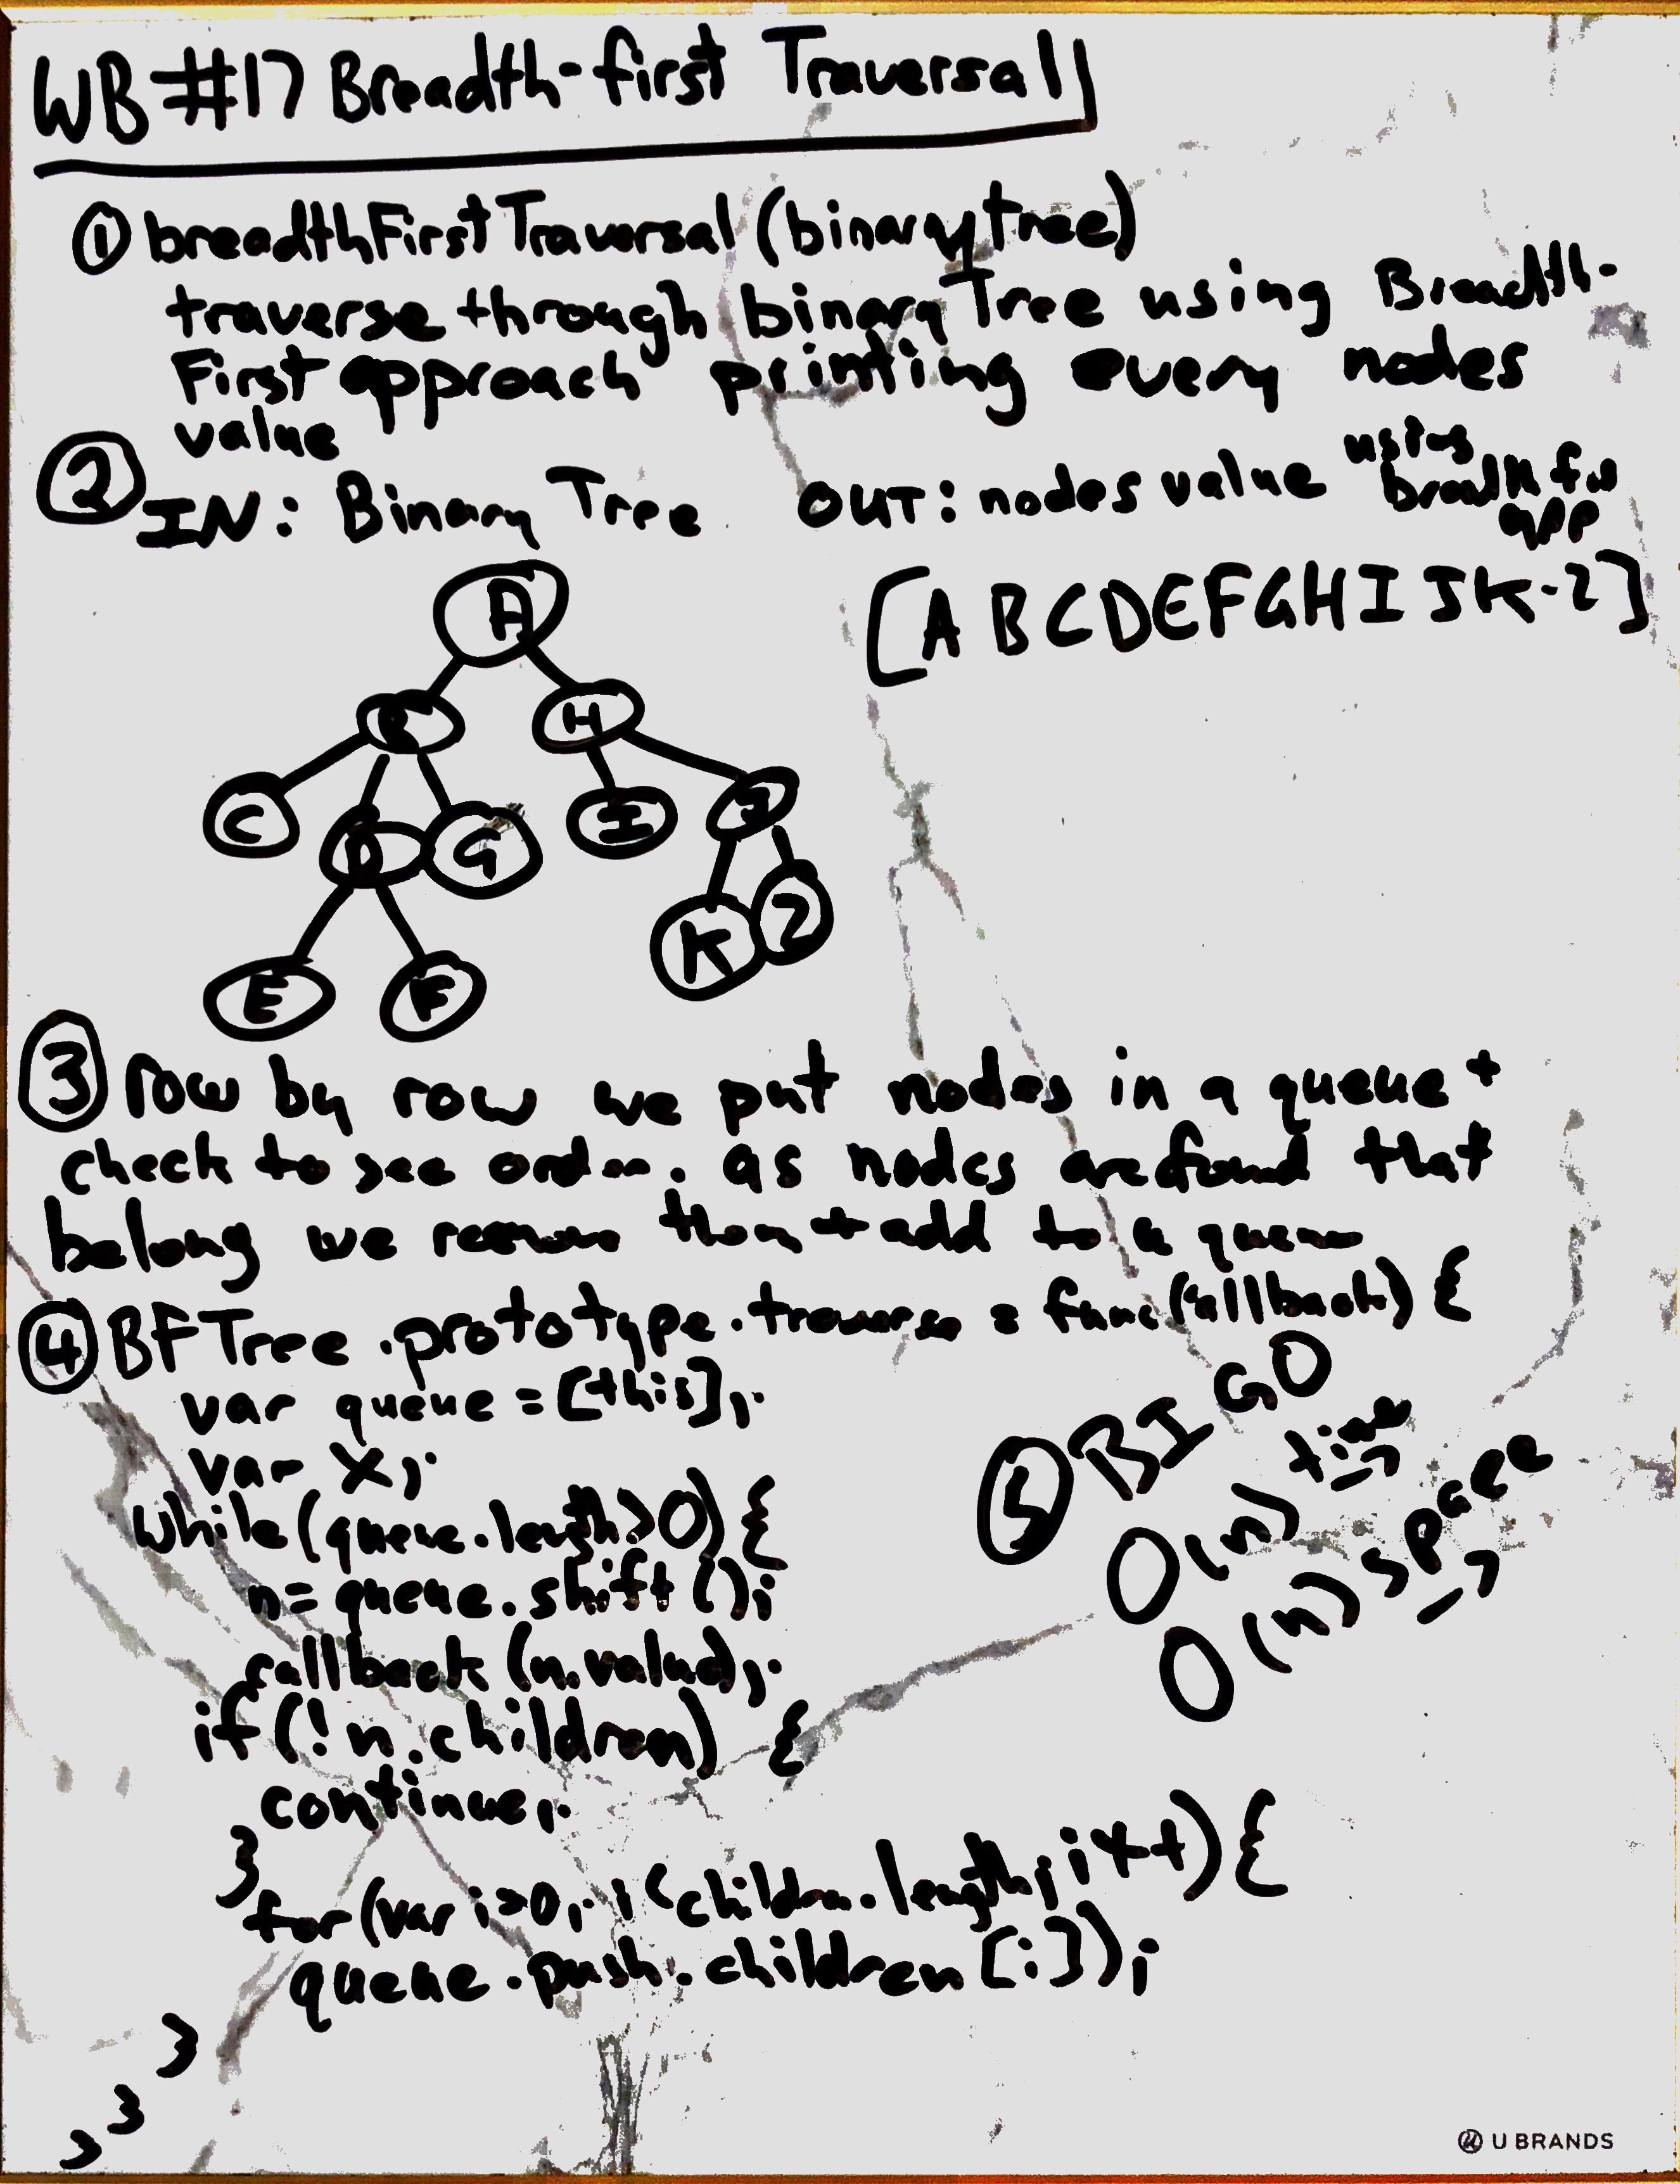 WB #17 Breadth-first Traversal
① breadthFirstTraversal (binarytree)
traverse through binaryTree using Breadth-
First approach printing every nodes
value
② IN: Binary Tree OUT: nodes value using
app
[A B C D E F G H I J K - 2]
A
H
C D G I J
K 2
E F
③ row by row we put nodes in a queue +
check to see order. as nodes are found that
belong we them + add to a
④ BFTree.prototype.traverse = func(callback) {
var queue = [this];
var x;
while (queue.length > 0) {
n = queue.shift();
callback (n.value);
if (!n.children) {
continue;
}
for (var i=0; i < children.length; i++) {
queue.push.children[i]);
}
}
}
⑤ BIG O
O(n) time
O(n) space
U BRANDS